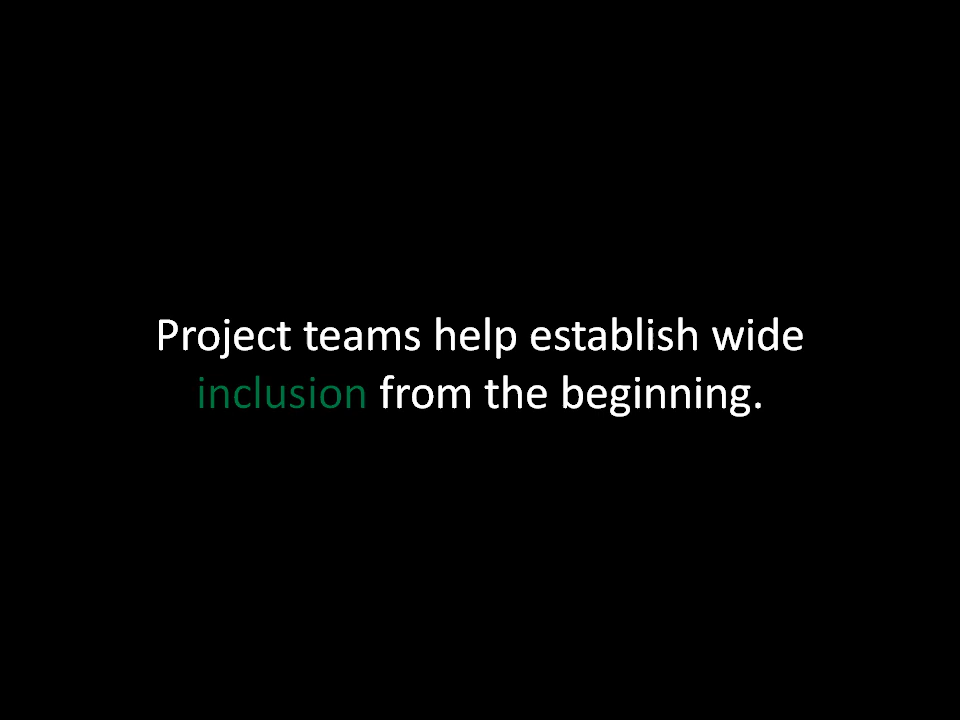 Project teams help establish wide
inclusion from the beginning.